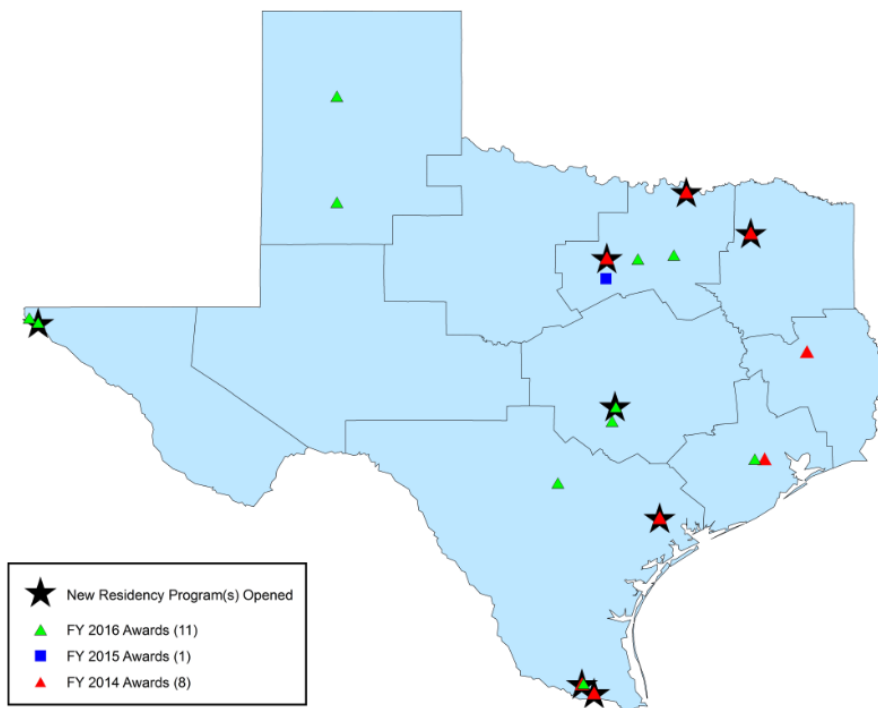 New Residency Program(s) Opened
FY 2016 Awards (11)
FY 2015 Awards (1)
FY 2014 Awards (8)